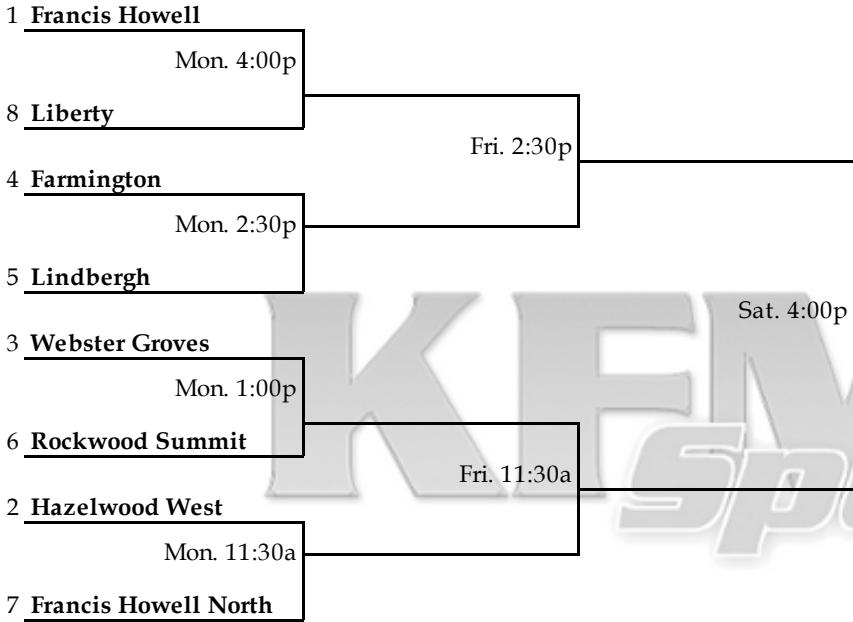 1 Francis Howell
Mon. 4:00p
8 Liberty
Fri. 2:30p
4 Farmington
Mon. 2:30p
5 Lindbergh
Sat. 4:00p
3 Webster Groves
Mon. 1:00p
6 Rockwood Summit
Fri. 11:30a
2 Hazelwood West
Mon. 11:30a
7 Francis Howell North